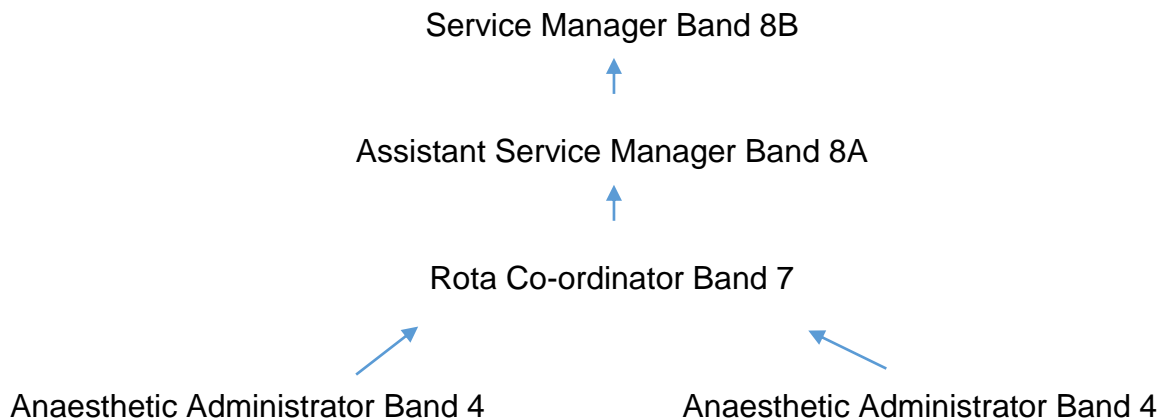 Service Manager Band 8B
Assistant Service Manager Band 8A
Rota Co-ordinator Band 7
Anaesthetic Administrator Band 4 Anaesthetic Administrator Band 4